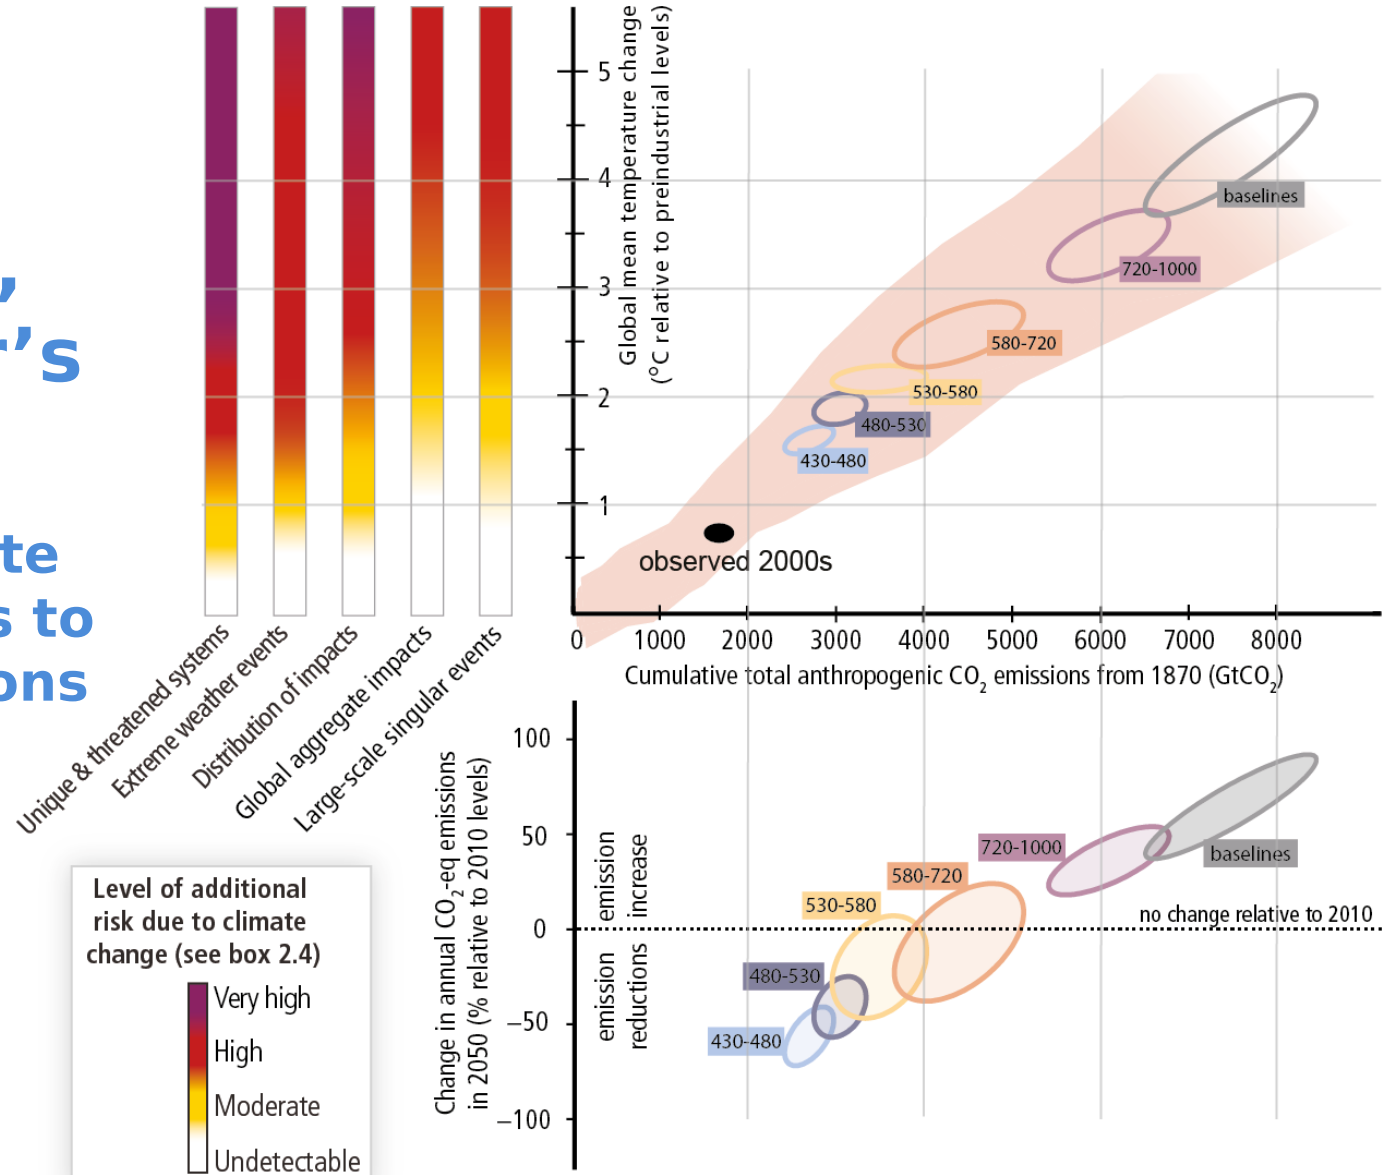 ’
r’s
te
s to
ons
Unique & threatened systems
Extreme weather events
Distribution of impacts
Global aggregate impacts
Large-scale singular events
Level of additional
risk due to climate
change (see box 2.4)
Very high
High
Moderate
Undetectable
Global mean temperature change
(°C relative to preindustrial levels)
5
4
3
2
1
baselines
720-1000
580-720
530-580
480-530
430-480
observed 2000s
0 1000 2000 3000 4000 5000 6000 7000 8000
Cumulative total anthropogenic CO₂ emissions from 1870 (GtCO₂)
Change in annual CO₂-eq emissions
in 2050 (% relative to 2010 levels)
100
50
0
−50
−100
emission
increase
emission
reductions
720-1000
baselines
580-720
530-580
no change relative to 2010
480-530
430-480